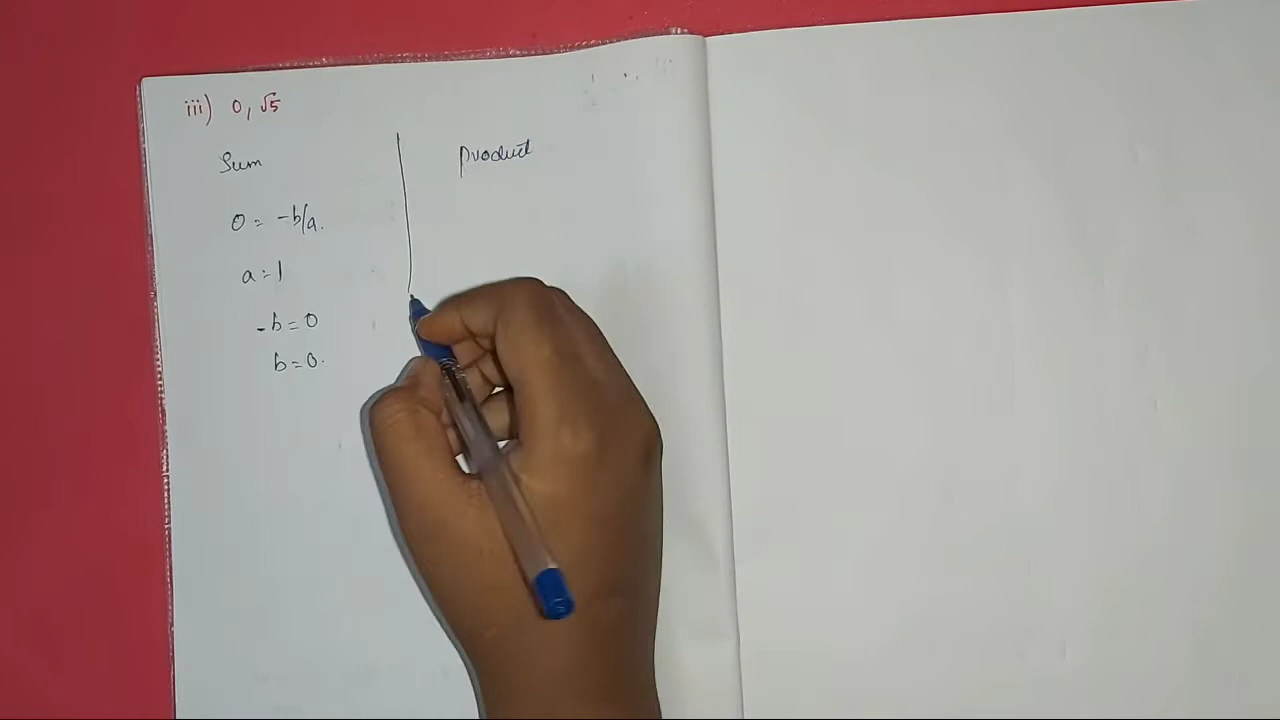 iii) 0, √5
Sum
product
0 = -b/a.
a = 1
-b = 0
b = 0.